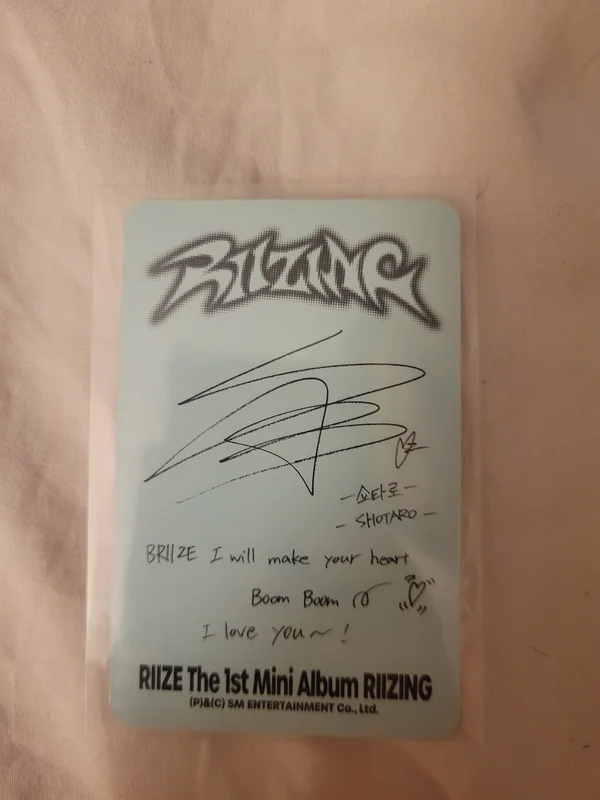 RIIZING
-쇼타로-
- SHOTARO -
BRIIZE I will make your heart
Boom Boom
I love you~!
RIIZE The 1st Mini Album RIIZING
(P)&(C) SM ENTERTAINMENT Co., Ltd.